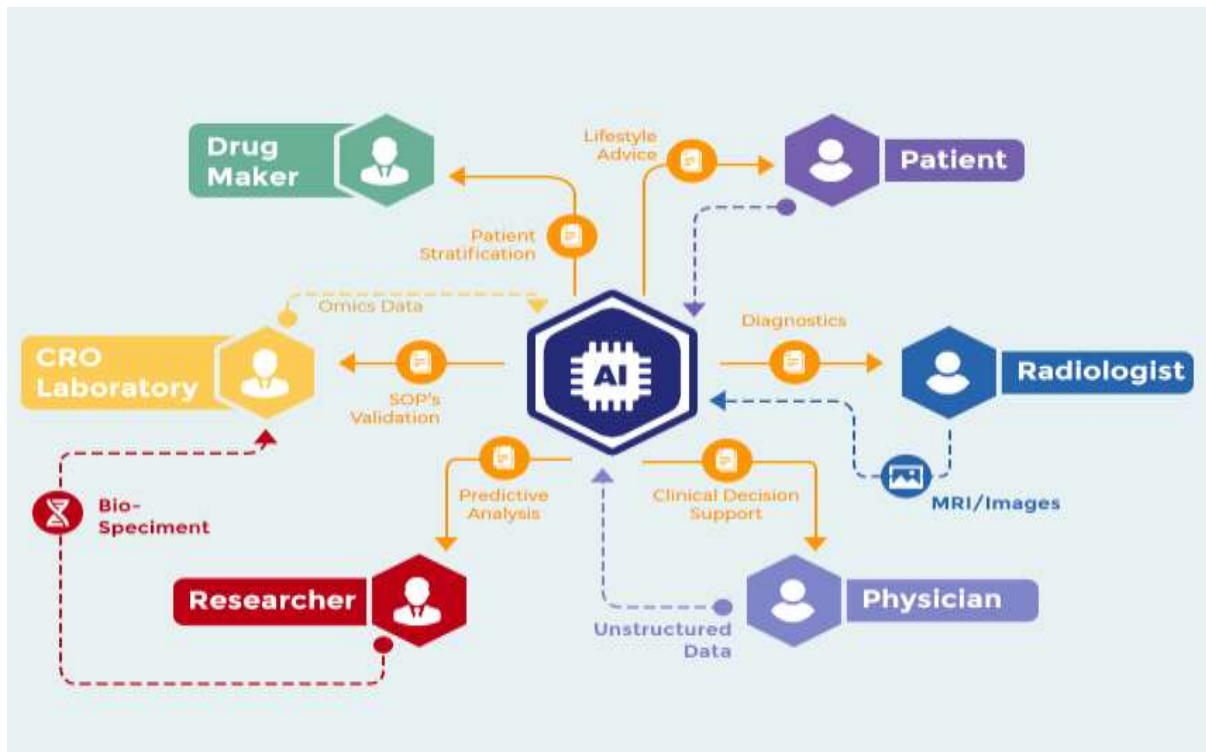 Drug
Maker
Lifestyle
Advice
Patient
Patient
Stratification
Omics Data
Diagnostics
CRO
Laboratory
AI
Radiologist
SOP's
Validation
Predictive
Analysis
Clinical Decision
Support
MRI/Images
Bio-
Speciment
Researcher
Physician
Unstructured
Data